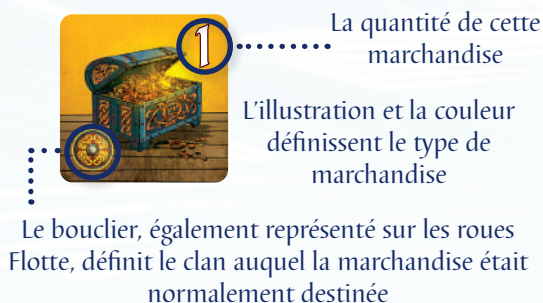 1
La quantité de cette
marchandise
L'illustration et la couleur
définissent le type de
marchandise
Le bouclier, également représenté sur les roues
Flotte, définit le clan auquel la marchandise était
normalement destinée